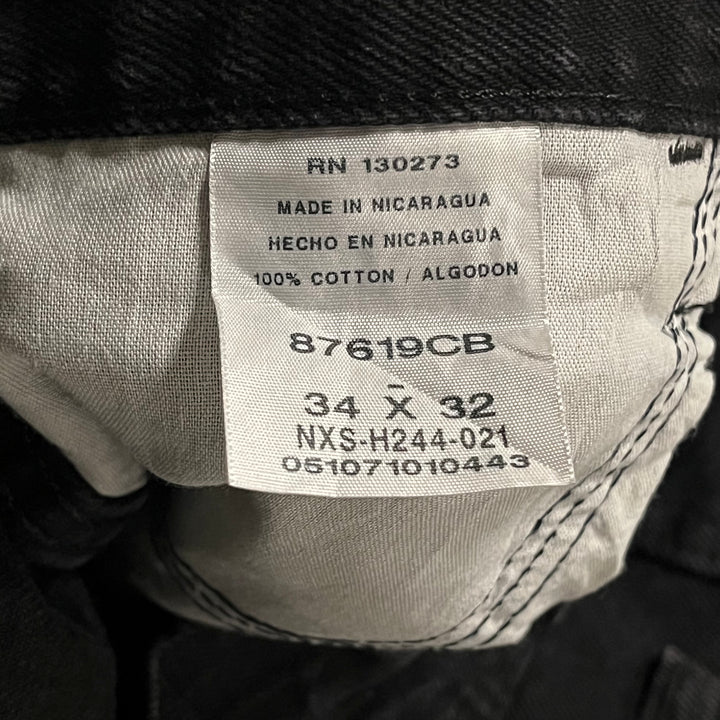 RN 130273
MADE IN NICARAGUA
HECHO EN NICARAGUA
100% COTTON / ALGODON
87619CB
34 X 32
NXS-H244-021
051071010443